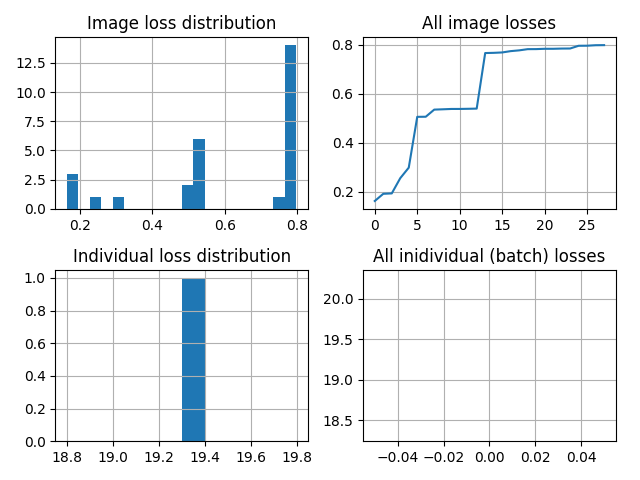 Image loss distribution
12.5
10.0
7.5
5.0
2.5
0.0
0.2 0.4 0.6 0.8
All image losses
0.8
0.6
0.4
0.2
0 5 10 15 20 25
Individual loss distribution
1.0
0.8
0.6
0.4
0.2
0.0
18.8 19.0 19.2 19.4 19.6 19.8
All inidividual (batch) losses
20.0
19.5
19.0
18.5
−0.04 −0.02 0.00 0.02 0.04